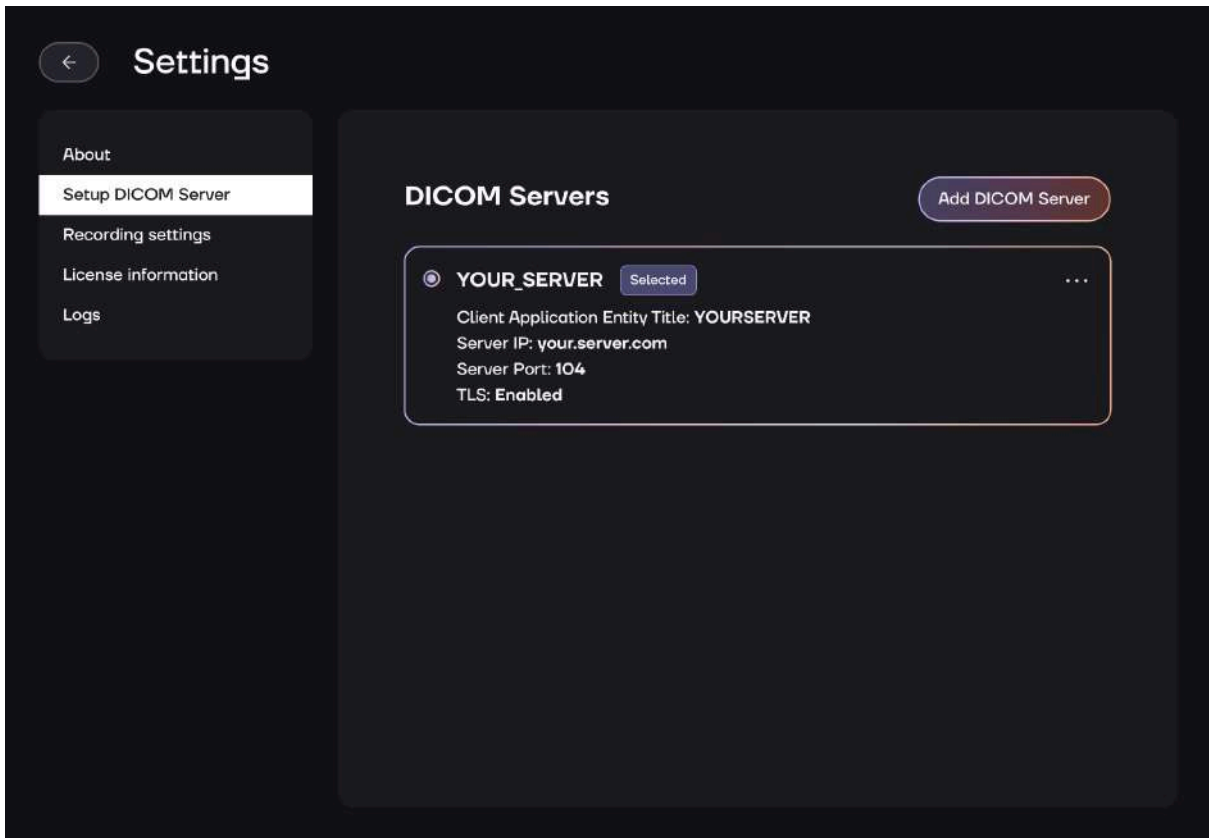 Settings
About
Setup DICOM Server
Recording settings
License information
Logs
DICOM Servers
Add DICOM Server
YOUR_SERVER Selected
Client Application Entity Title: YOURSERVER
Server IP: your.server.com
Server Port: 104
TLS: Enabled